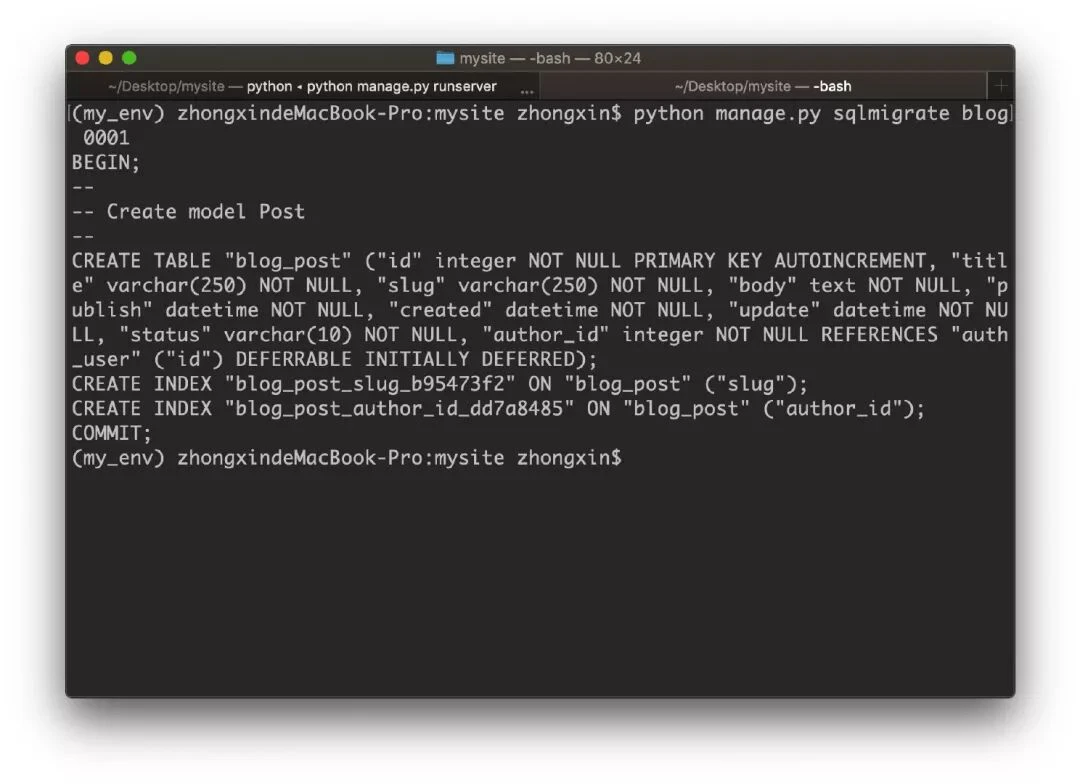 mysite — -bash — 80×24
~/Desktop/mysite — python ◂ python manage.py runserver ...
~/Desktop/mysite — -bash +
(my_env) zhongxindeMacBook-Pro:mysite zhongxin$ python manage.py sqlmigrate blog
 0001
BEGIN;
--
-- Create model Post
--
CREATE TABLE "blog_post" ("id" integer NOT NULL PRIMARY KEY AUTOINCREMENT, "titl
e" varchar(250) NOT NULL, "slug" varchar(250) NOT NULL, "body" text NOT NULL, "p
ublish" datetime NOT NULL, "created" datetime NOT NULL, "update" datetime NOT NU
LL, "status" varchar(10) NOT NULL, "author_id" integer NOT NULL REFERENCES "auth
_user" ("id") DEFERRABLE INITIALLY DEFERRED);
CREATE INDEX "blog_post_slug_b95473f2" ON "blog_post" ("slug");
CREATE INDEX "blog_post_author_id_dd7a8485" ON "blog_post" ("author_id");
COMMIT;
(my_env) zhongxindeMacBook-Pro:mysite zhongxin$